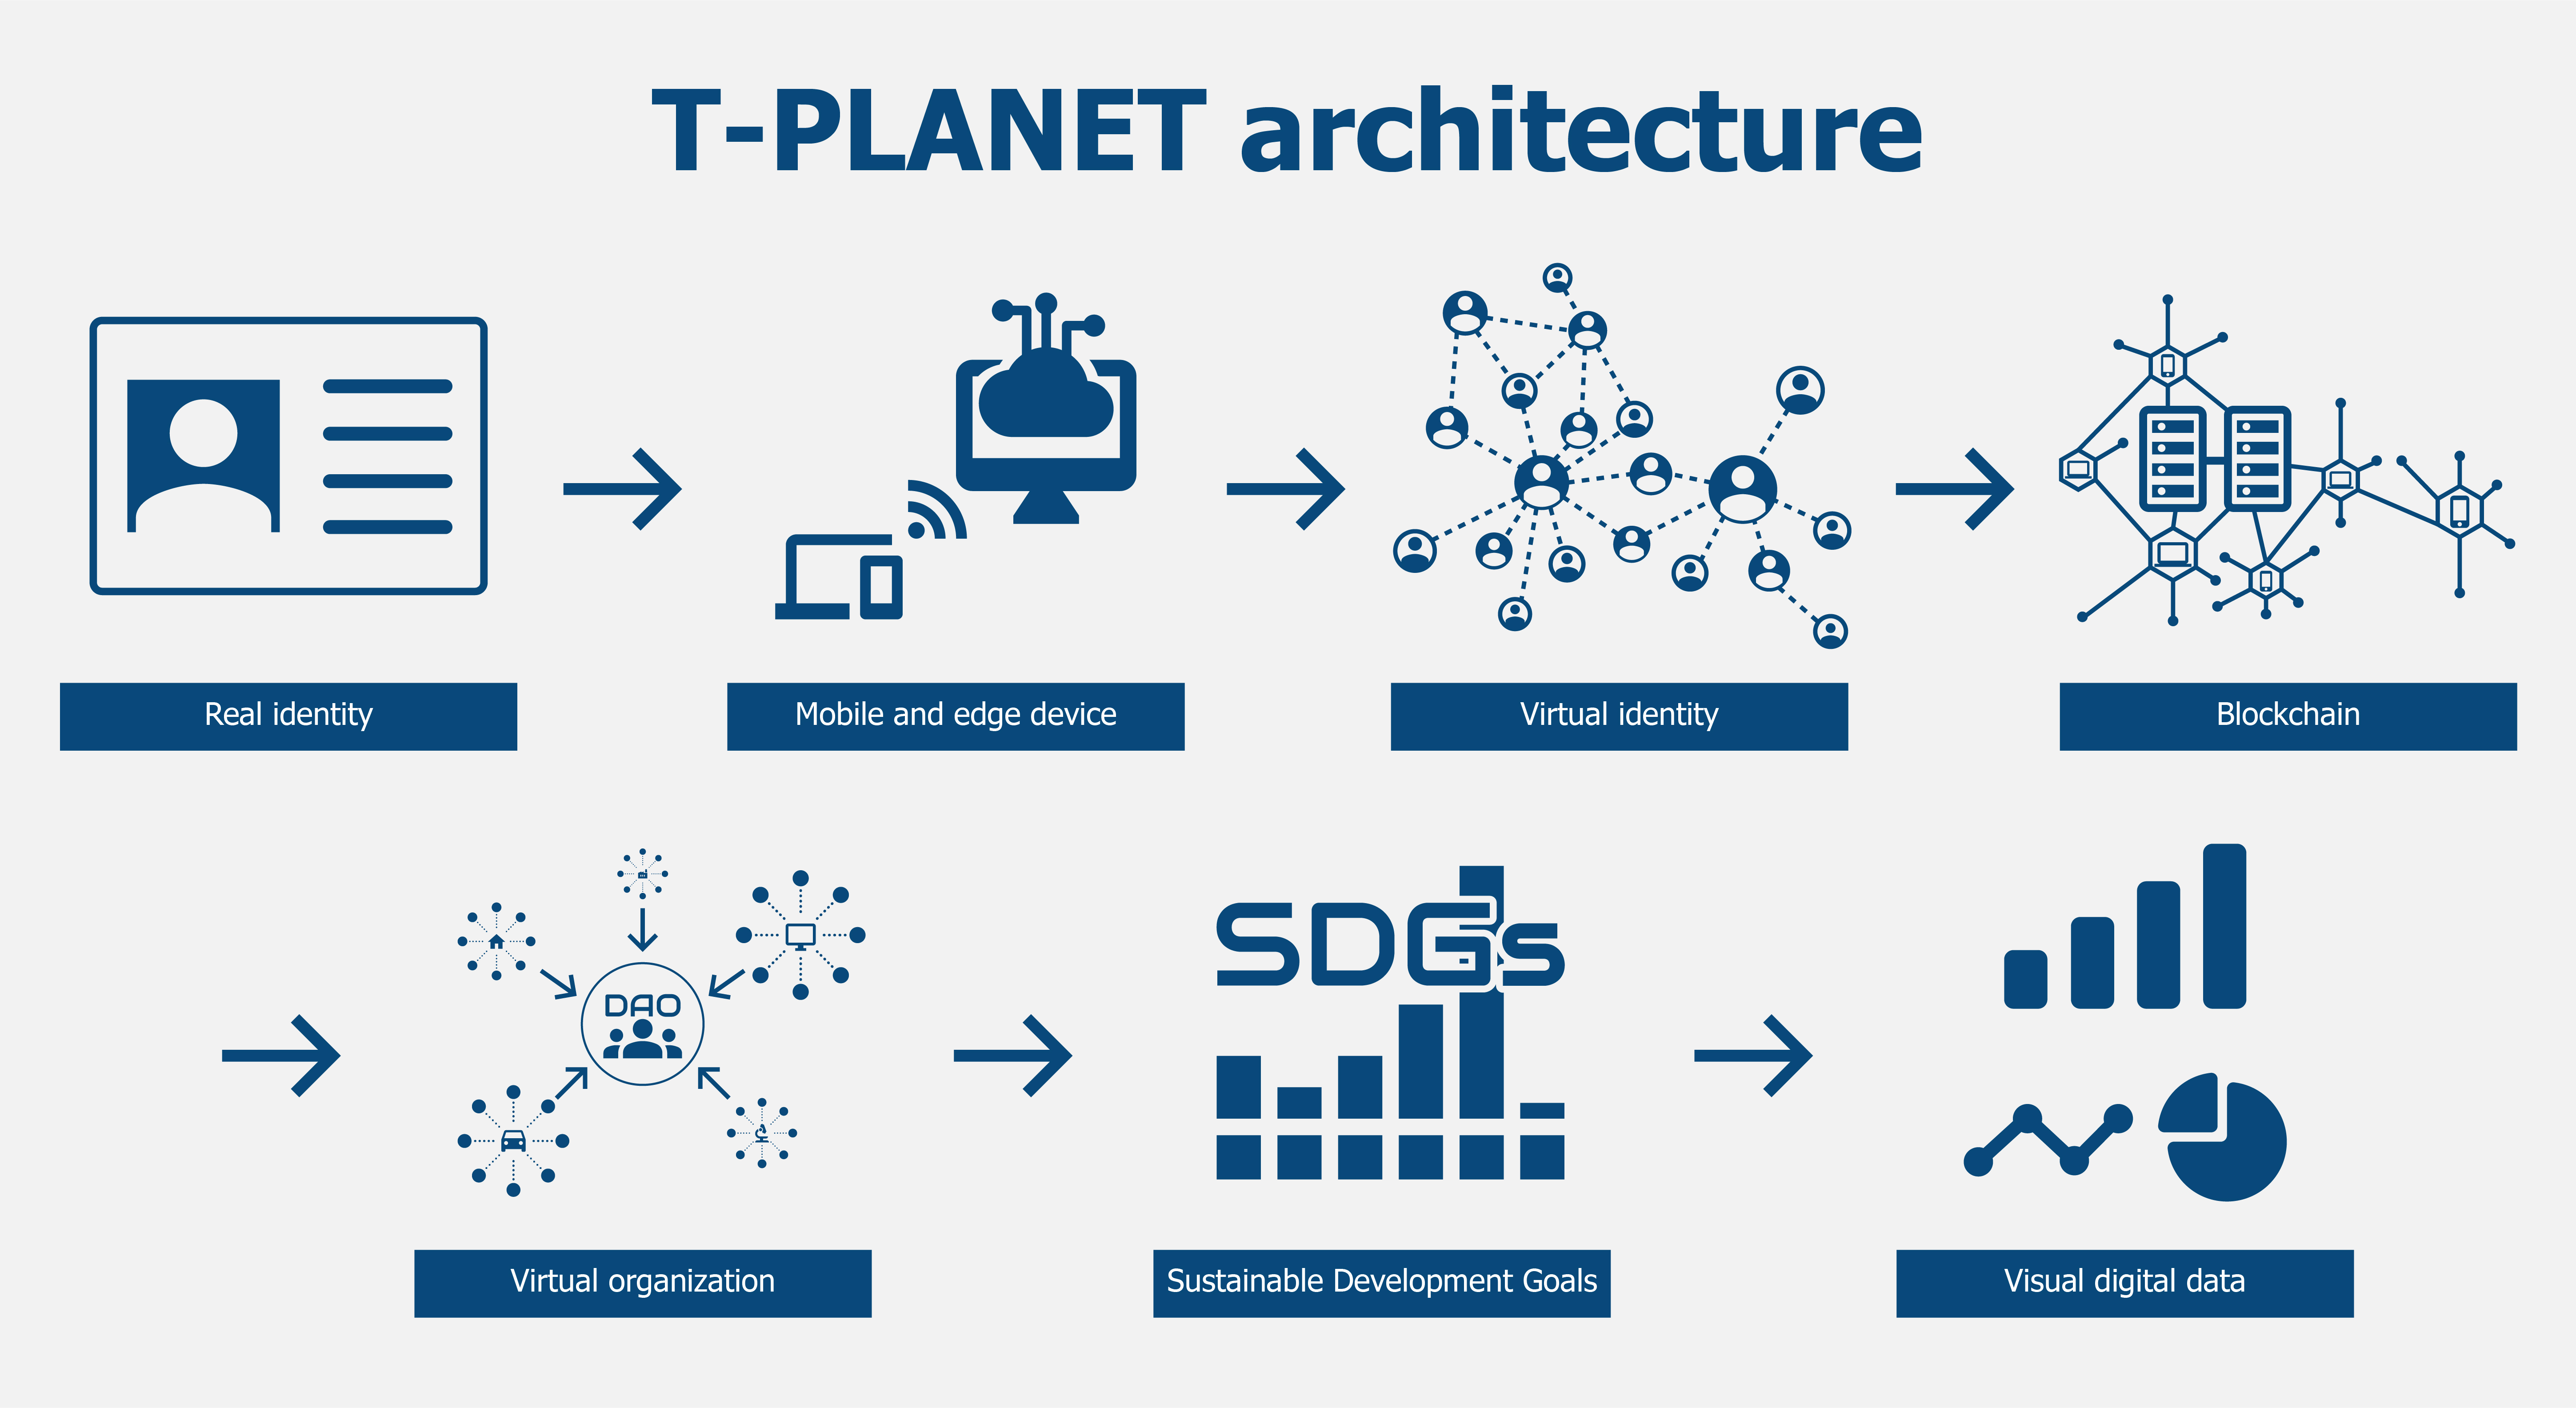 T-PLANET architecture
Real identity
Mobile and edge device
Virtual identity
Blockchain
DAO
SDGs
Virtual organization
Sustainable Development Goals
Visual digital data